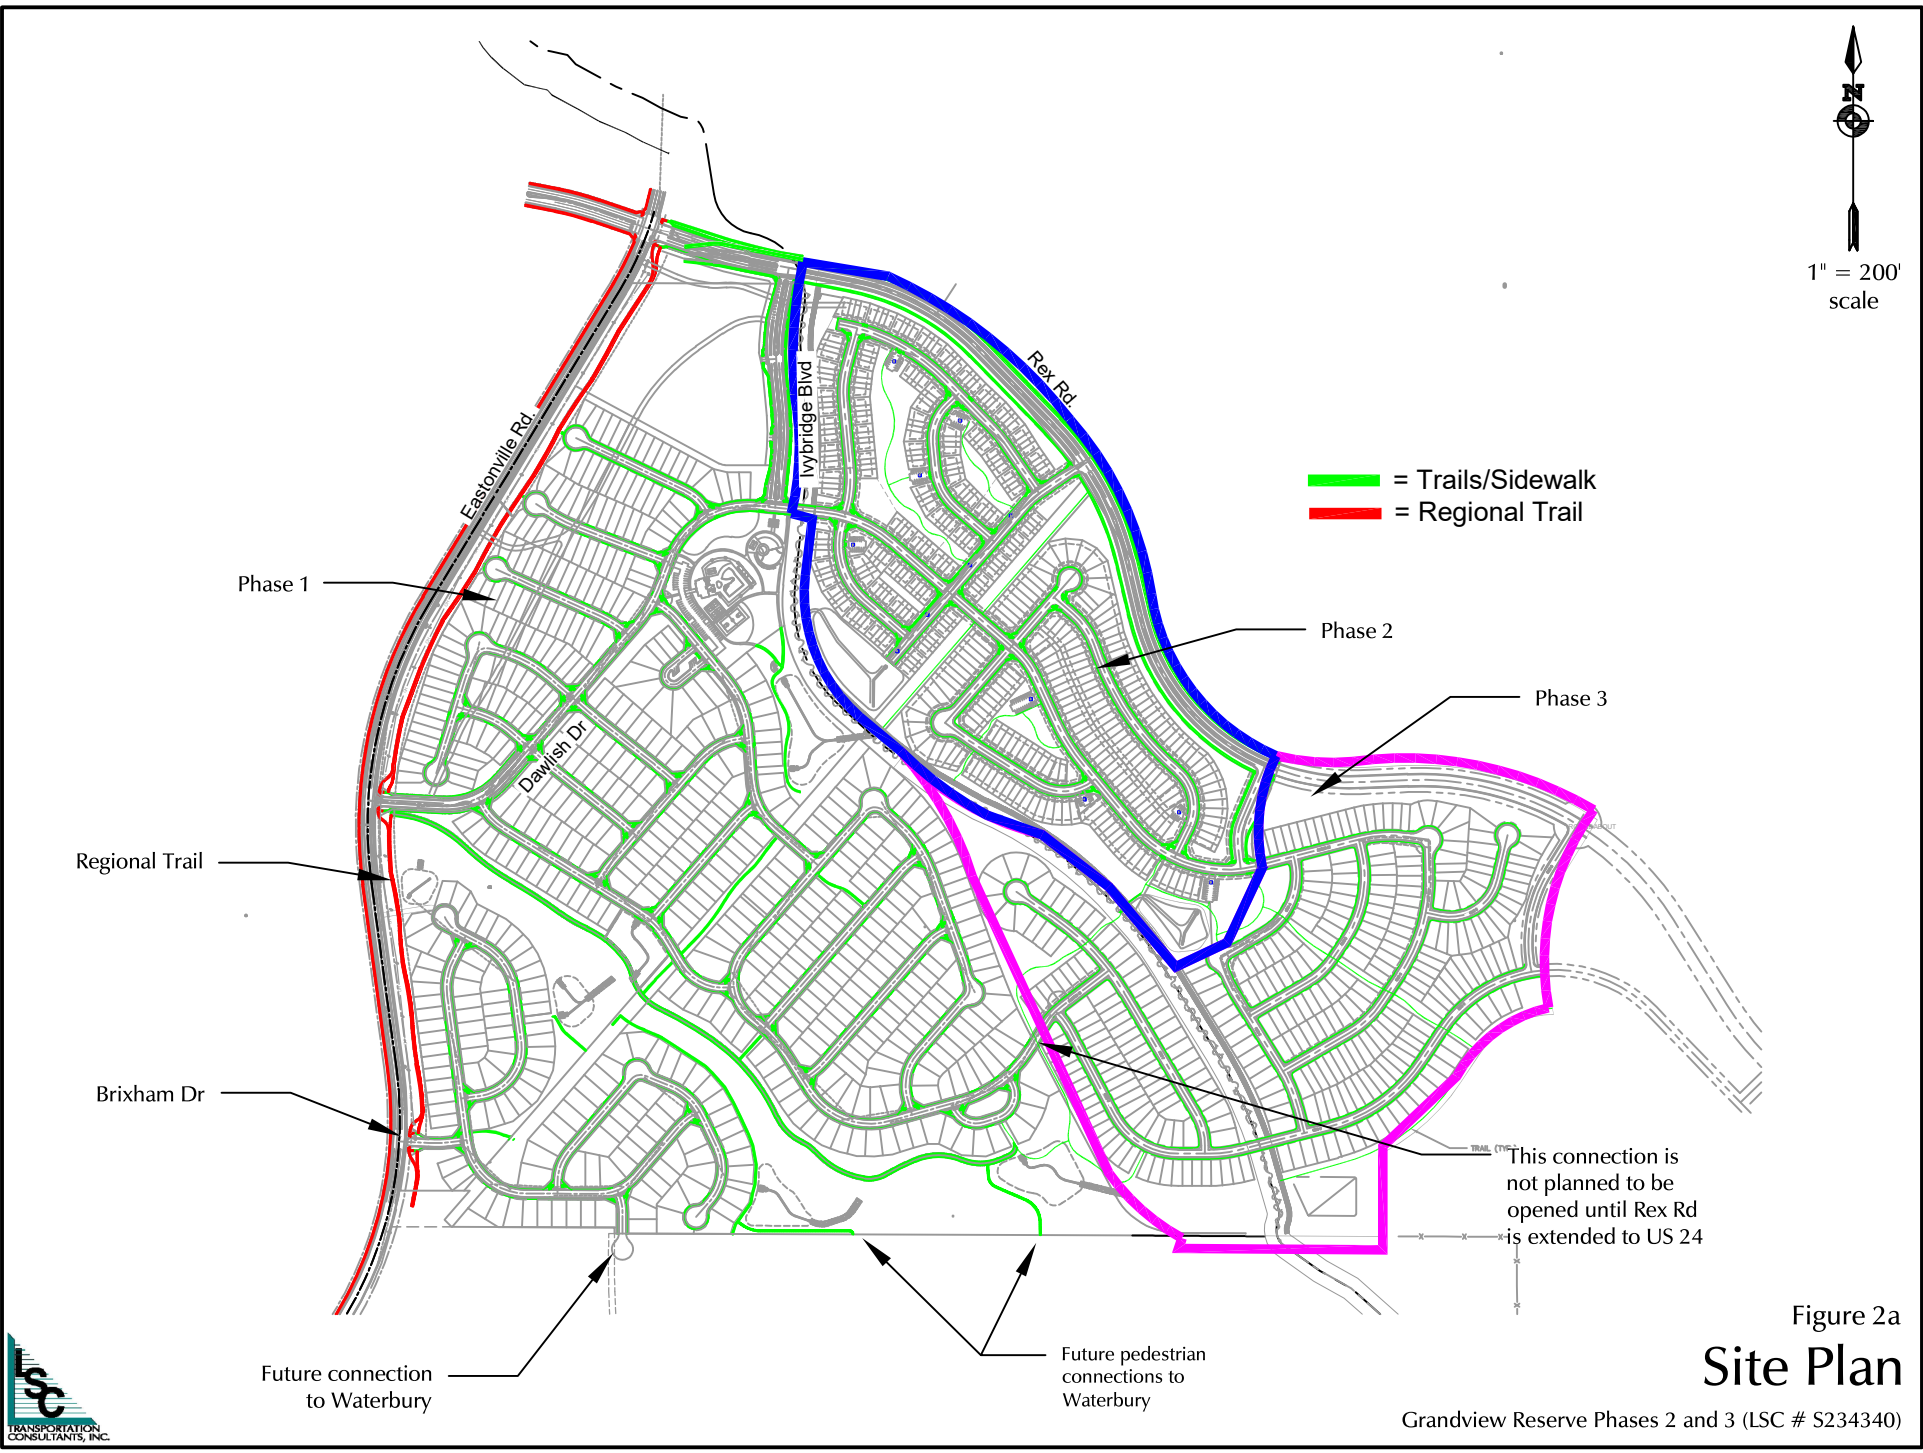 N
1" = 200'
scale
Rex Rd.
Ivybridge Blvd
Eastonville Rd.
= Trails/Sidewalk
= Regional Trail
Phase 1
Phase 2
Phase 3
Dawlish Dr
Regional Trail
Brixham Dr
TRAIL (TYP.)
This connection is
not planned to be
opened until Rex Rd
is extended to US 24
Future connection
to Waterbury
Future pedestrian
connections to
Waterbury
Figure 2a
Site Plan
Grandview Reserve Phases 2 and 3 (LSC # S234340)
LSC
TRANSPORTATION
CONSULTANTS, INC.